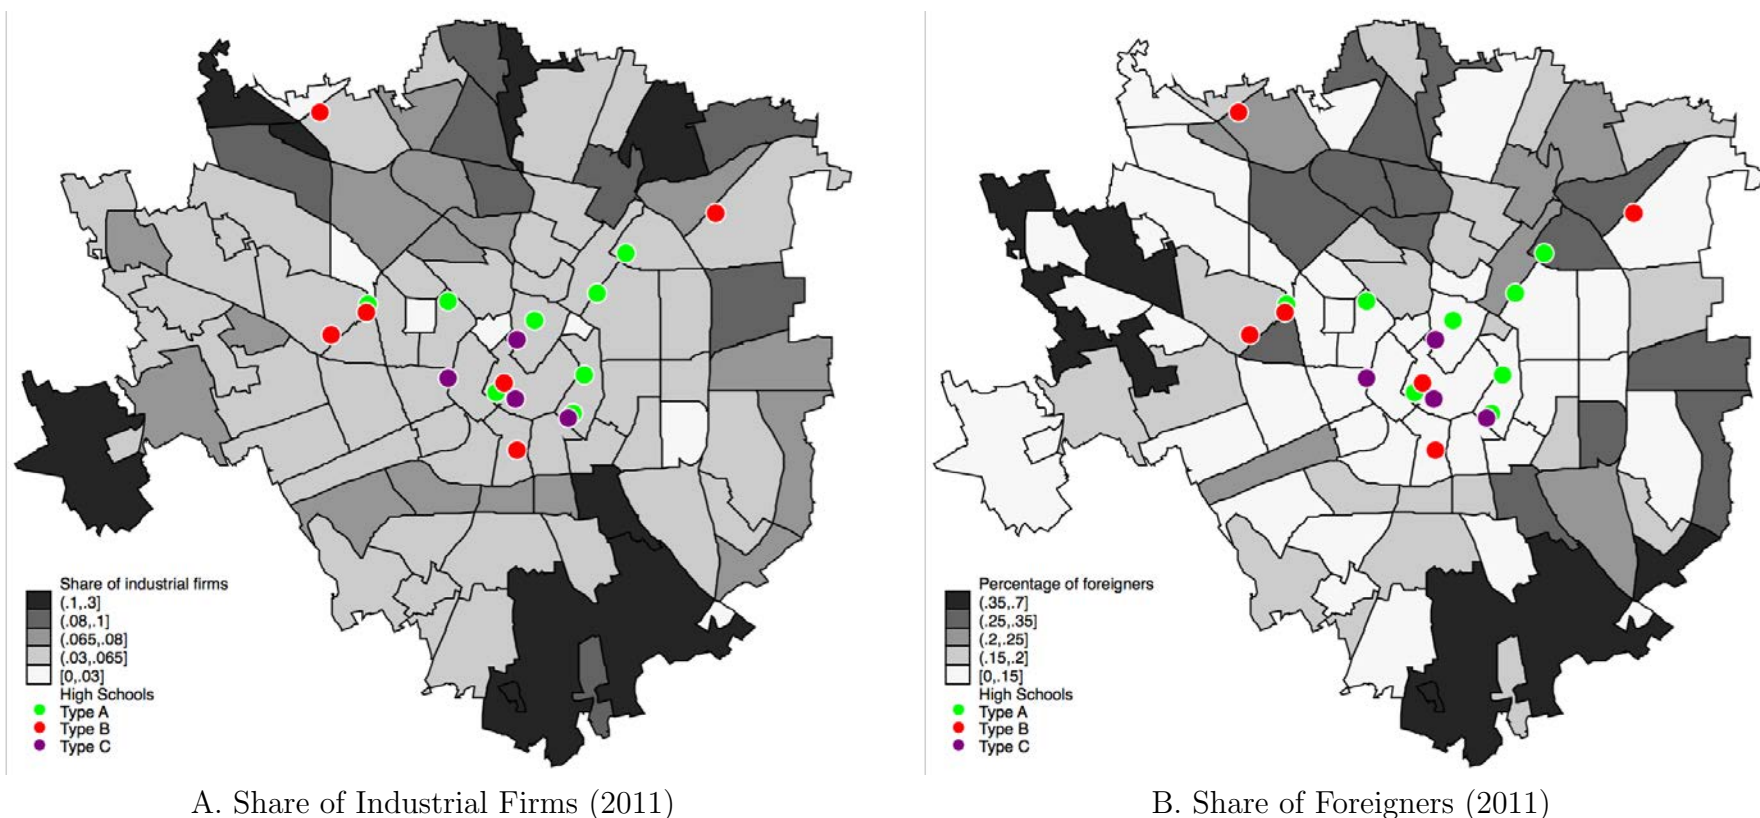 Share of industrial firms
(.1,.3]
(.08,.1]
(.065,.08]
(.03,.065]
[0,.03]
High Schools
Type A
Type B
Type C
Percentage of foreigners
(.35,.7]
(.25,.35]
(.2,.25]
(.15,.2]
[0,.15]
High Schools
Type A
Type B
Type C
A. Share of Industrial Firms (2011)
B. Share of Foreigners (2011)